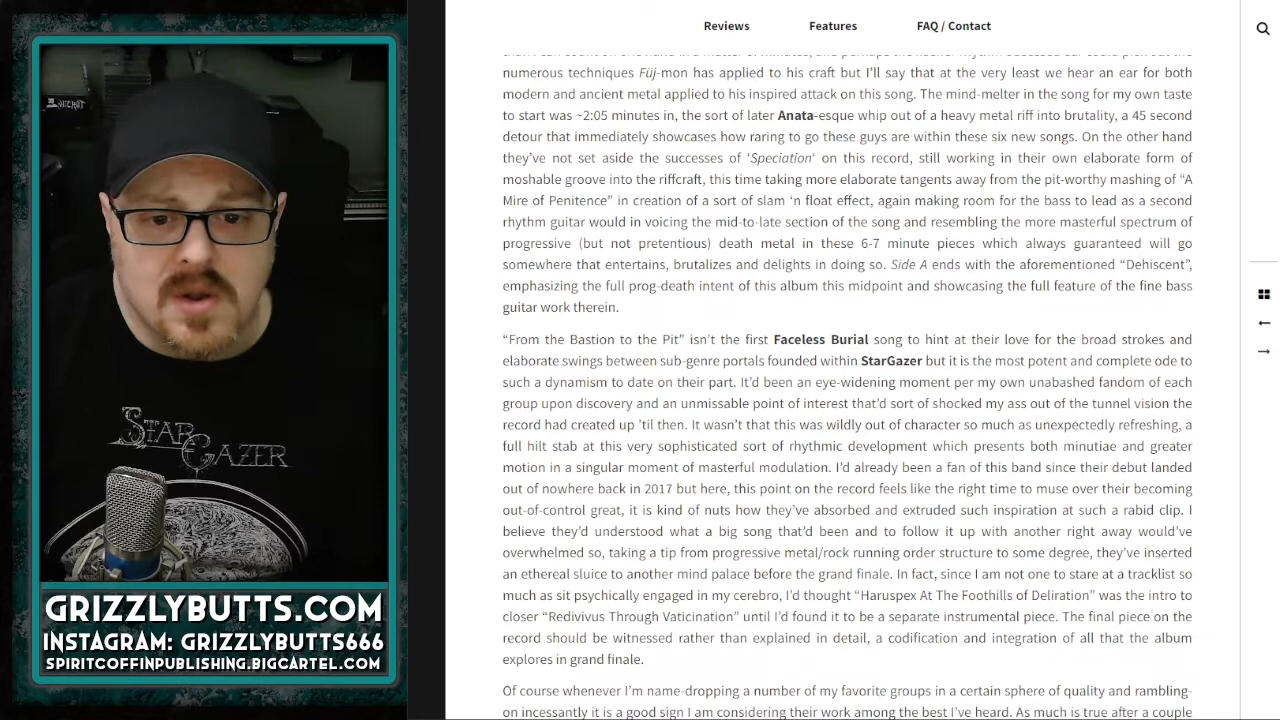 STARGAZER
GRIZZLYBUTTS.COM
INSTAGRAM: GRIZZLYBUTTS666
SPIRITCOFFINPUBLISHING.BIGCARTEL.COM
Reviews Features FAQ / Contact
numerous techniques Füj-mon has applied to his craft but I’ll say that at the very least we hear an ear for both
modern and ancient metal applied to his inspired attack on this song. The mind-melter in the song for my own taste
to start was ~2:05 minutes in, the sort of later Anata-esque whip out of a heavy metal riff into brutality, a 45 second
detour that immediately showcases how raring to go these guys are within these six new songs. On the other hand
they’ve not set aside the successes of ‘Speciation‘ on this record, still working in their own elaborate form of
moshable groove into the riffcraft, this time taking more elaborate tangents away from the pit-worthy mashing of “A
Mire of Penitence” in creation of a sort of slam ‘n float effect, again making room for the bass to lead as a second
rhythm guitar would in voicing the mid-to-late section of the song and resembling the more masterful spectrum of
progressive (but not pretentious) death metal in these 6-7 minute pieces which always guaranteed will go
somewhere that entertains, brutalizes and delights in doing so. Side A ends with the aforementioned “Dehiscent”,
emphasizing the full prog-death intent of this album this midpoint and showcasing the full feature of the fine bass
guitar work therein.
“From the Bastion to the Pit” isn’t the first Faceless Burial song to hint at their love for the broad strokes and
elaborate swings between sub-genre portals founded within StarGazer but it is the most potent and complete ode to
such a dynamism to date on their part. It’d been an eye-widening moment per my own unabashed fandom of each
group upon discovery and an unmissable point of interest that’d sort of shocked my ass out of the tunnel vision the
record had created up ’til then. It wasn’t that this was wildly out of character so much as unexpectedly refreshing, a
full hilt stab at this very sophisticated sort of rhythmic development which presents both minutiae and greater
motion in a singular moment of masterful modulation. I’d already been a fan of this band since their debut landed
out of nowhere back in 2017 but here, this point on the record feels like the right time to muse over their becoming
out-of-control great, it is kind of nuts how they’ve absorbed and extruded such inspiration at such a rabid clip. I
believe they’d understood what a big song that’d been and to follow it up with another right away would’ve
overwhelmed so, taking a tip from progressive metal/rock running order structure to some degree, they’ve inserted
an ethereal sluice to another mind palace before the grand finale. In fact, since I am not one to stare at a tracklist so
much as sit psychically engaged in my cerebro, I’d thought “Haruspex At The Foothills of Deliration” was the intro to
closer “Redivivus Through Vaticination” until I’d found it to be a separate instrumental piece. The final piece on the
record should be witnessed rather than explained in detail, a codification and integration of all that the album
explores in grand finale.
Of course whenever I’m name-dropping a number of my favorite groups in a certain sphere of quality and rambling-
on incessantly it is a good sign I am considering their work among the best I’ve heard. As much is true after a couple